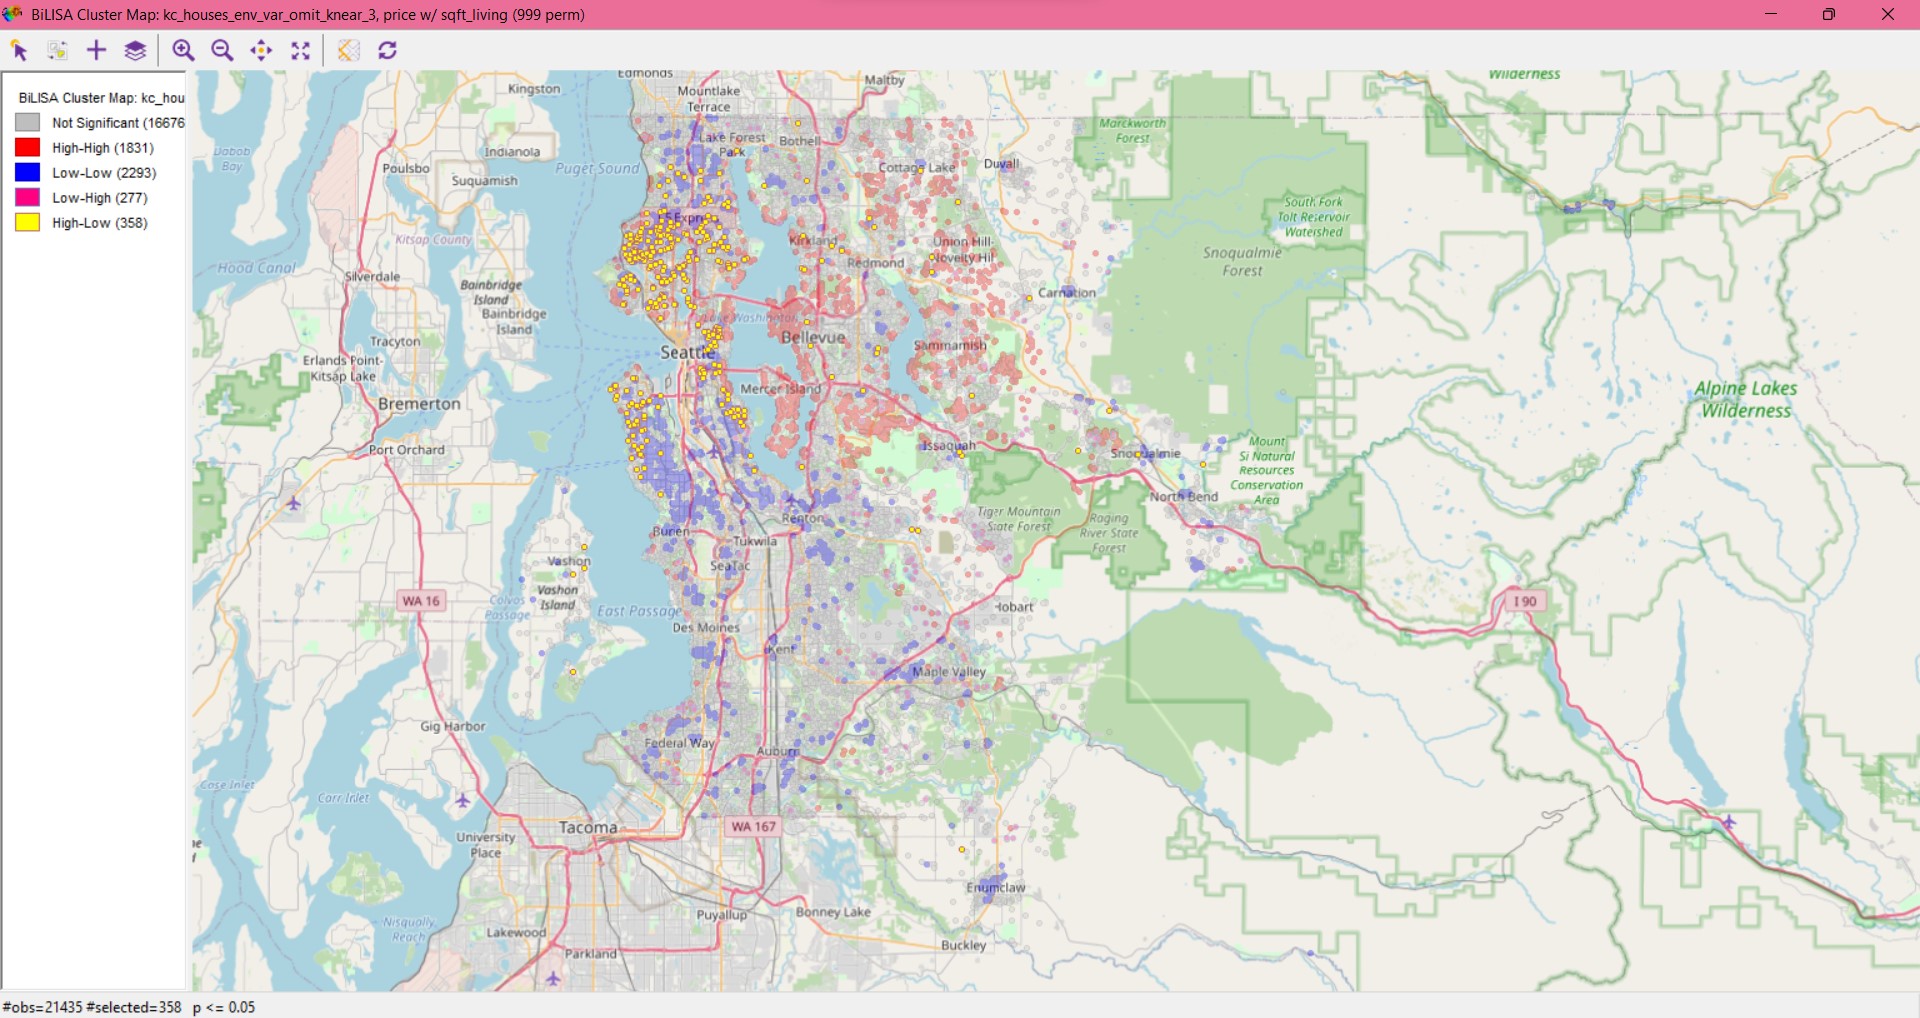 BiLISA Cluster Map: kc_houses_env_var_omit_knear_3, price w/ sqft_living (999 perm)
BiLISA Cluster Map: kc_hou
Not Significant (16676
High-High (1831)
Low-Low (2293)
Low-High (277)
High-Low (358)
Edmonds
Maltby
Wilderness
Kingston
Mountlake
Terrace
Marckworth
Forest
Lake Forest
Park
Bothell
Dabob
Bay
Indianola
Poulsbo
Puget Sound
Cottage Lake
Duvall
Suquamish
South Fork
Tolt Reservoir
Watershed
Kitsap County
Kirkland
Union Hill-
Novelty Hil
Snoqualmie
Forest
Hood Canal
Silverdale
Redmond
Bainbridge
Island
Bainbridge
Island
Carnation
Lake Washington
Tracyton
Bellevue
Sammamish
Seattle
Erlands Point-
Kitsap Lake
Mercer Island
Alpine Lakes
Wilderness
Bremerton
Port Orchard
Issaquah
Snoqualmie
Mount
Si Natural
Resources
Conservation
Area
North Bend
Tiger Mountain
State Forest
Raging
River State
Forest
Renton
Burien
Tukwila
Vashon
SeaTac
Vashon
Island
WA 16
Colvos
Passage
East Passage
Hobart
I 90
Des Moines
Kent
Maple Valley
Gig Harbor
Federal Way
Auburn
Case Inlet
Carr Inlet
Tacoma
WA 167
University
Place
Enumclaw
Nisqually
Reach
Puyallup
Bonney Lake
Lakewood
Parkland
Buckley
#obs=21435 #selected=358 p <= 0.05